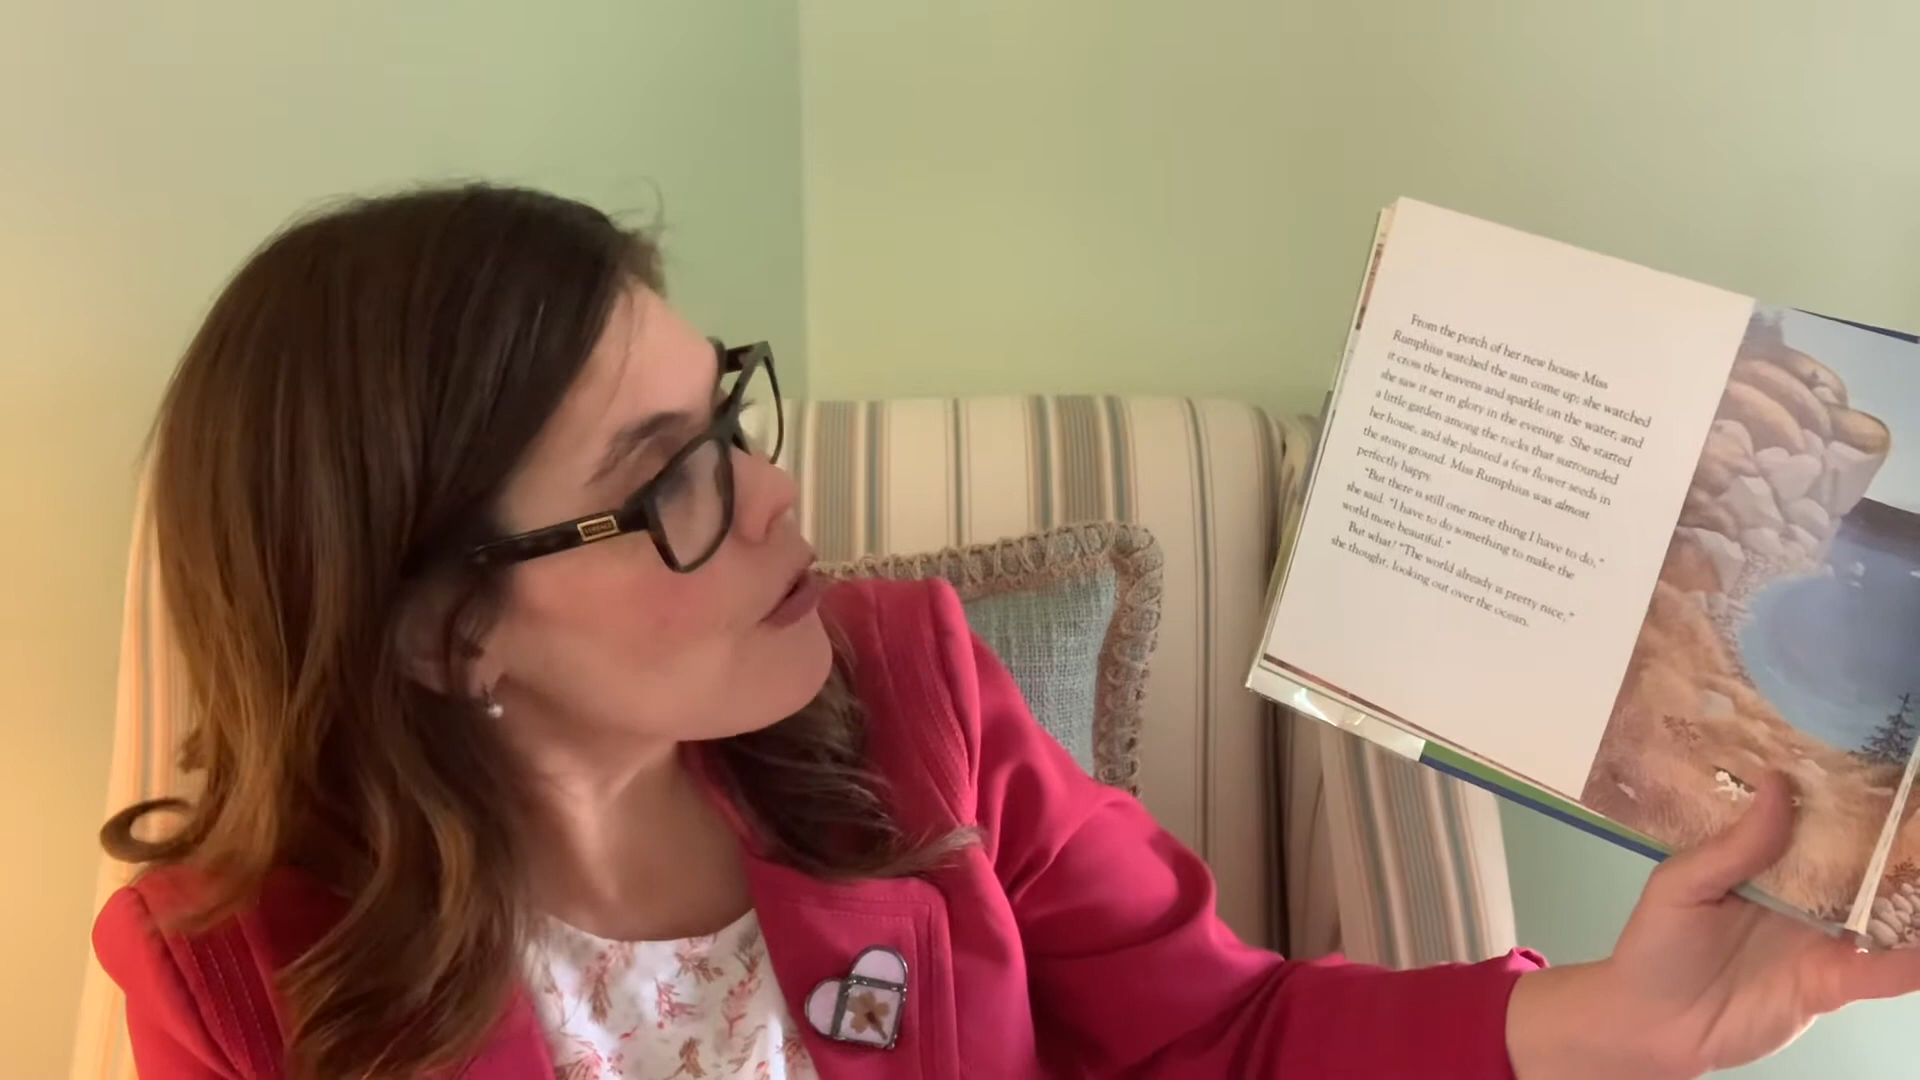 From the porch of her new house Miss
Rumphius watched the sun come up; she watched
it cross the heavens and sparkle on the water; and
she saw it set in glory in the evening. She started
a little garden among the rocks that surrounded
her house, and she planted a few flower seeds in
the stony ground. Miss Rumphius was almost
perfectly happy.
"But there is still one more thing I have to do,"
she said. "I have to do something to make the
world more beautiful."
But what? "The world already is pretty nice,"
she thought, looking out over the ocean.